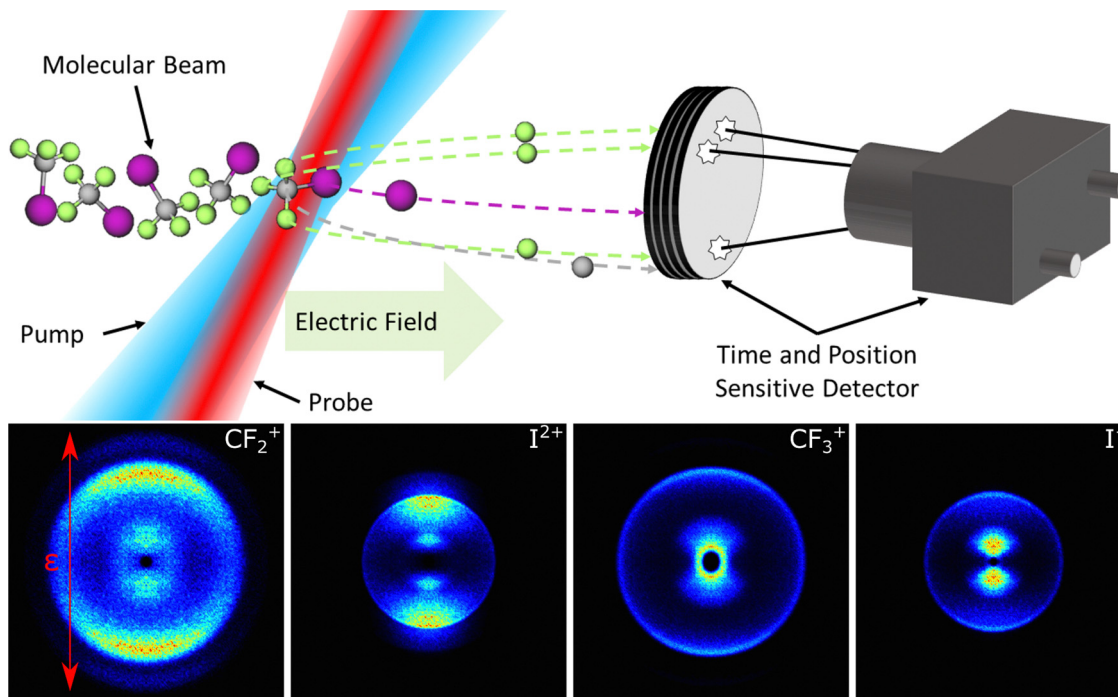 Molecular Beam
Pump
Probe
Electric Field
Time and Position
Sensitive Detector
ε
CF₂⁺
I²⁺
CF₃⁺
I⁺